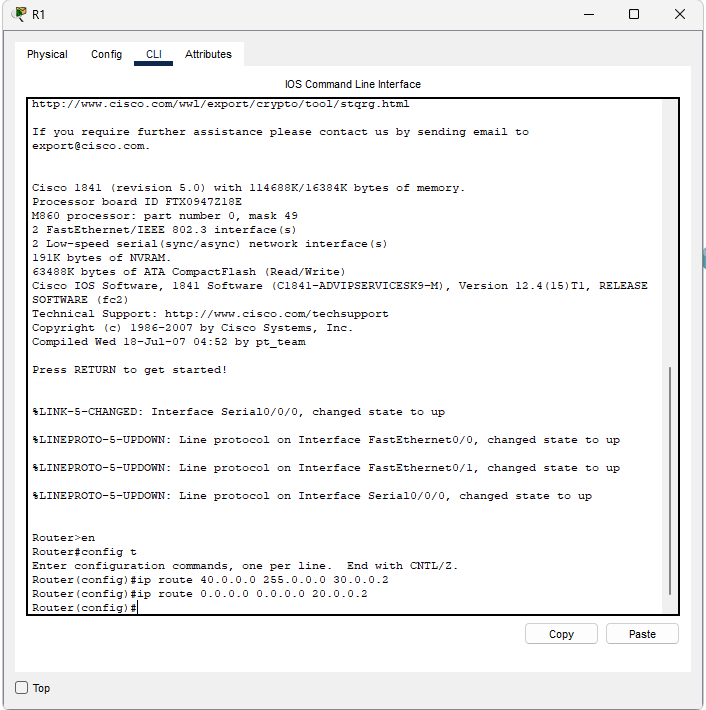 R1
Physical Config CLI Attributes
IOS Command Line Interface
http://www.cisco.com/wwl/export/crypto/tool/stqrg.html
If you require further assistance please contact us by sending email to
export@cisco.com.
Cisco 1841 (revision 5.0) with 114688K/16384K bytes of memory.
Processor board ID FTX0947Z18E
M860 processor: part number 0, mask 49
2 FastEthernet/IEEE 802.3 interface(s)
2 Low-speed serial(sync/async) network interface(s)
191K bytes of NVRAM.
63488K bytes of ATA CompactFlash (Read/Write)
Cisco IOS Software, 1841 Software (C1841-ADVIPSERVICESK9-M), Version 12.4(15)T1, RELEASE
SOFTWARE (fc2)
Technical Support: http://www.cisco.com/techsupport
Copyright (c) 1986-2007 by Cisco Systems, Inc.
Compiled Wed 18-Jul-07 04:52 by pt_team
Press RETURN to get started!
%LINK-5-CHANGED: Interface Serial0/0/0, changed state to up
%LINEPROTO-5-UPDOWN: Line protocol on Interface FastEthernet0/0, changed state to up
%LINEPROTO-5-UPDOWN: Line protocol on Interface FastEthernet0/1, changed state to up
%LINEPROTO-5-UPDOWN: Line protocol on Interface Serial0/0/0, changed state to up
Router>en
Router#config t
Enter configuration commands, one per line.  End with CNTL/Z.
Router(config)#ip route 40.0.0.0 255.0.0.0 30.0.0.2
Router(config)#ip route 0.0.0.0 0.0.0.0 20.0.0.2
Router(config)#
Copy Paste
Top